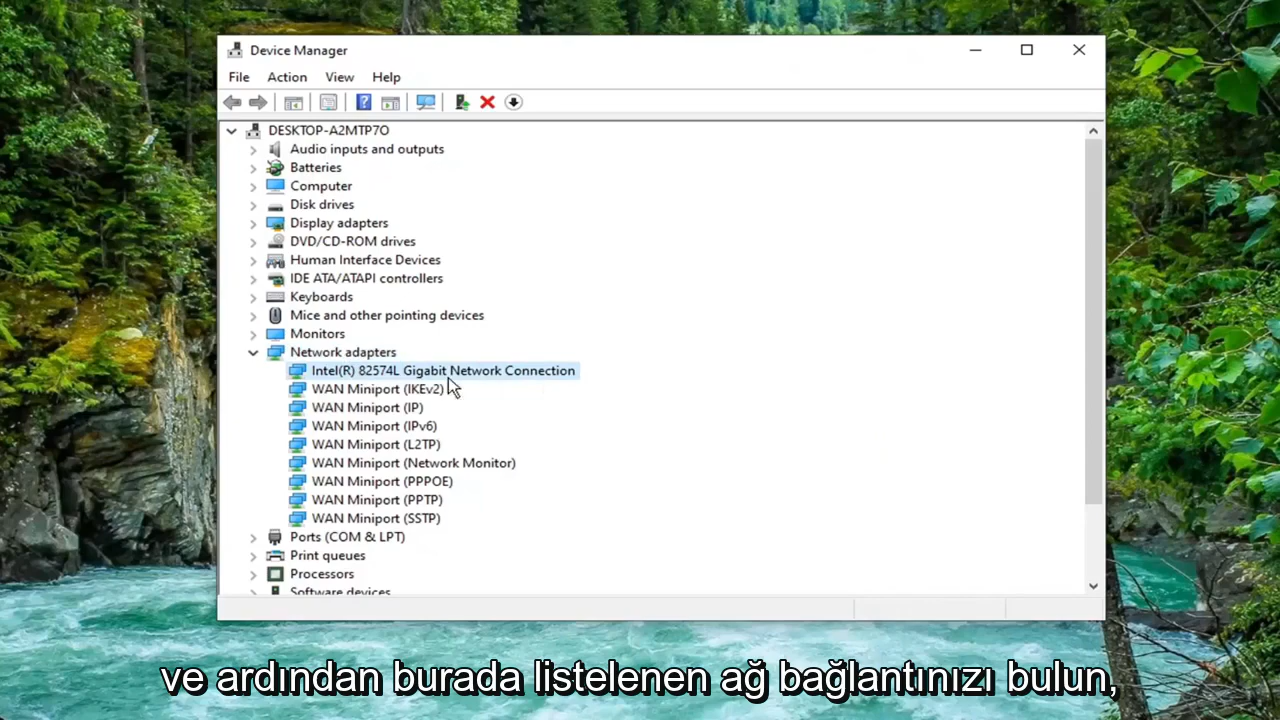 Device Manager
File Action View Help
DESKTOP-A2MTP7O
Audio inputs and outputs
Batteries
Computer
Disk drives
Display adapters
DVD/CD-ROM drives
Human Interface Devices
IDE ATA/ATAPI controllers
Keyboards
Mice and other pointing devices
Monitors
Network adapters
Intel(R) 82574L Gigabit Network Connection
WAN Miniport (IKEv2)
WAN Miniport (IP)
WAN Miniport (IPv6)
WAN Miniport (L2TP)
WAN Miniport (Network Monitor)
WAN Miniport (PPPOE)
WAN Miniport (PPTP)
WAN Miniport (SSTP)
Ports (COM & LPT)
Print queues
Processors
Software devices
ve ardından burada listelenen ağ bağlantınızı bulun,